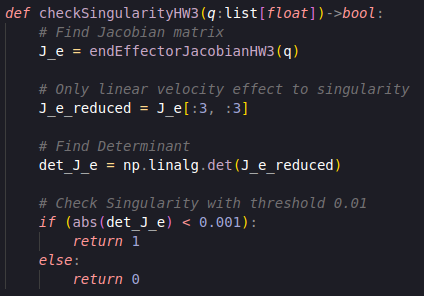 def checkSingularityHW3(q:list[float])->bool:
    # Find Jacobian matrix
    J_e = endEffectorJacobianHW3(q)

    # Only linear velocity effect to singularity
    J_e_reduced = J_e[:3, :3]

    # Find Determinant
    det_J_e = np.linalg.det(J_e_reduced)

    # Check Singularity with threshold 0.01
    if (abs(det_J_e) < 0.001):
        return 1
    else:
        return 0